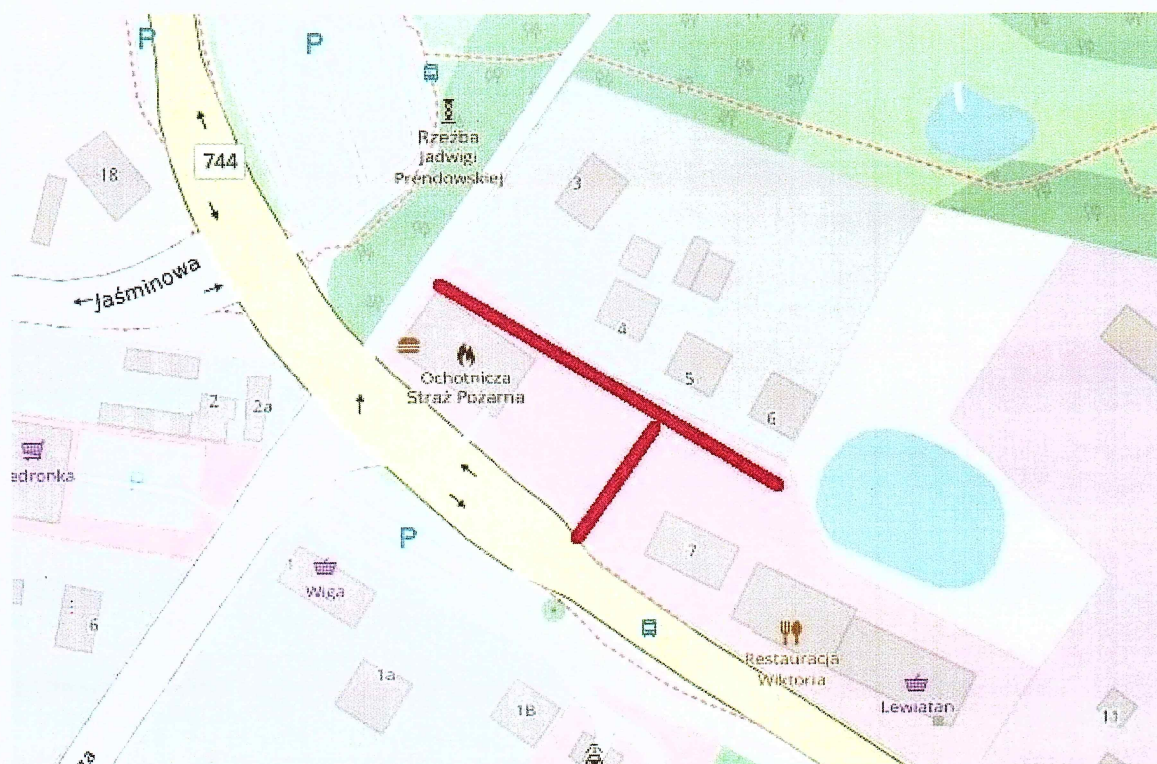 P
P
Rzeźba
Jadwigi
Prendowskiej
744
18
3
Jaśminowa
4
5
6
Ochotnicza
Straż Pożarna
2
2a
edronka
P
7
1
Wiga
6
Restauracja
Wiktoria
1a
1B
Lewiatan
11